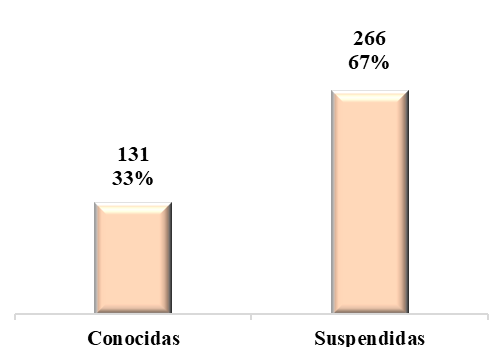 266
67%
131
33%
Conocidas
Suspendidas